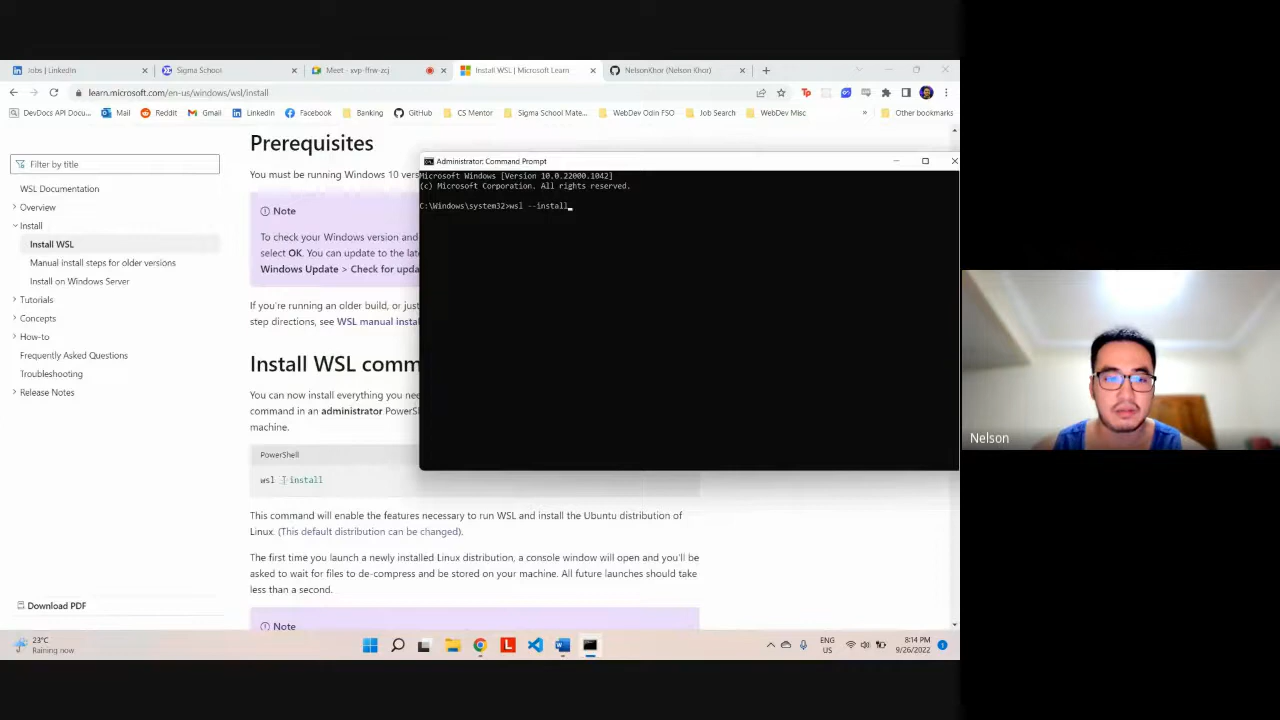 Jobs | LinkedIn
Sigma School
Meet - xvp-ffrw-zcj
Install WSL | Microsoft Learn
NelsonKhor (Nelson Khor)
learn.microsoft.com/en-us/windows/wsl/install
DevDocs API Docu...
Mail
Reddit
Gmail
LinkedIn
Facebook
Banking
GitHub
CS Mentor
Sigma School Mate...
WebDev Odin FSO
Job Search
WebDev Misc
»
Other bookmarks
Filter by title
WSL Documentation
Overview
Install
Install WSL
Manual install steps for older versions
Install on Windows Server
Tutorials
Concepts
How-to
Frequently Asked Questions
Troubleshooting
Release Notes
Download PDF
Prerequisites
You must be running Windows 10 vers
Note
To check your Windows version and
select OK. You can update to the late
Windows Update > Check for upda
If you're running an older build, or just
step directions, see WSL manual instal
Install WSL comm
You can now install everything you nee
command in an administrator PowerSh
machine.
PowerShell
wsl --install
This command will enable the features necessary to run WSL and install the Ubuntu distribution of
Linux. (This default distribution can be changed).
The first time you launch a newly installed Linux distribution, a console window will open and you'll be
asked to wait for files to de-compress and be stored on your machine. All future launches should take
less than a second.
Note
Administrator: Command Prompt
Microsoft Windows [Version 10.0.22000.1042]
(c) Microsoft Corporation. All rights reserved.
C:\Windows\system32>wsl --install
Nelson
23°C
Raining now
ENG
US
8:14 PM
9/26/2022